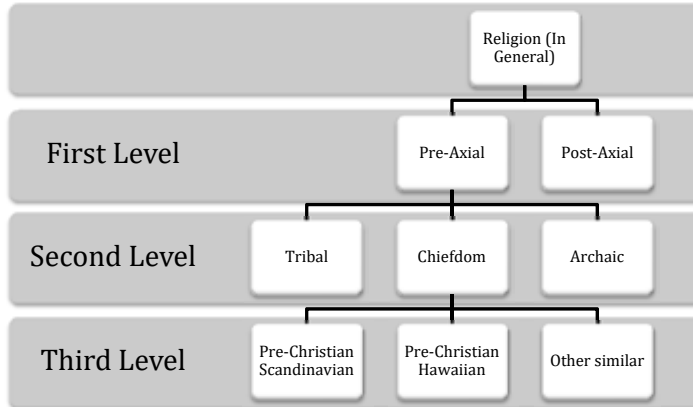 Religion (In
General)
First Level
Pre-Axial
Post-Axial
Second Level
Tribal
Chiefdom
Archaic
Third Level
Pre-Christian
Scandinavian
Pre-Christian
Hawaiian
Other similar